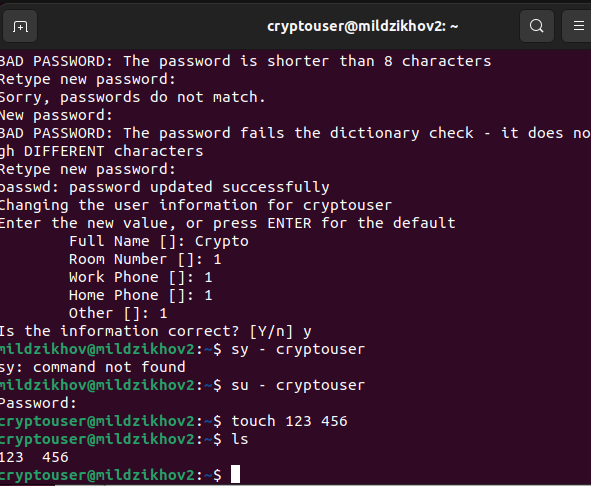 cryptouser@mildzikhov2: ~
BAD PASSWORD: The password is shorter than 8 characters
Retype new password:
Sorry, passwords do not match.
New password:
BAD PASSWORD: The password fails the dictionary check - it does no
gh DIFFERENT characters
Retype new password:
passwd: password updated successfully
Changing the user information for cryptouser
Enter the new value, or press ENTER for the default
Full Name []: Crypto
Room Number []: 1
Work Phone []: 1
Home Phone []: 1
Other []: 1
Is the information correct? [Y/n] y
mildzikhov@mildzikhov2:~$ sy - cryptouser
sy: command not found
mildzikhov@mildzikhov2:~$ su - cryptouser
Password:
cryptouser@mildzikhov2:~$ touch 123 456
cryptouser@mildzikhov2:~$ ls
123  456
cryptouser@mildzikhov2:~$